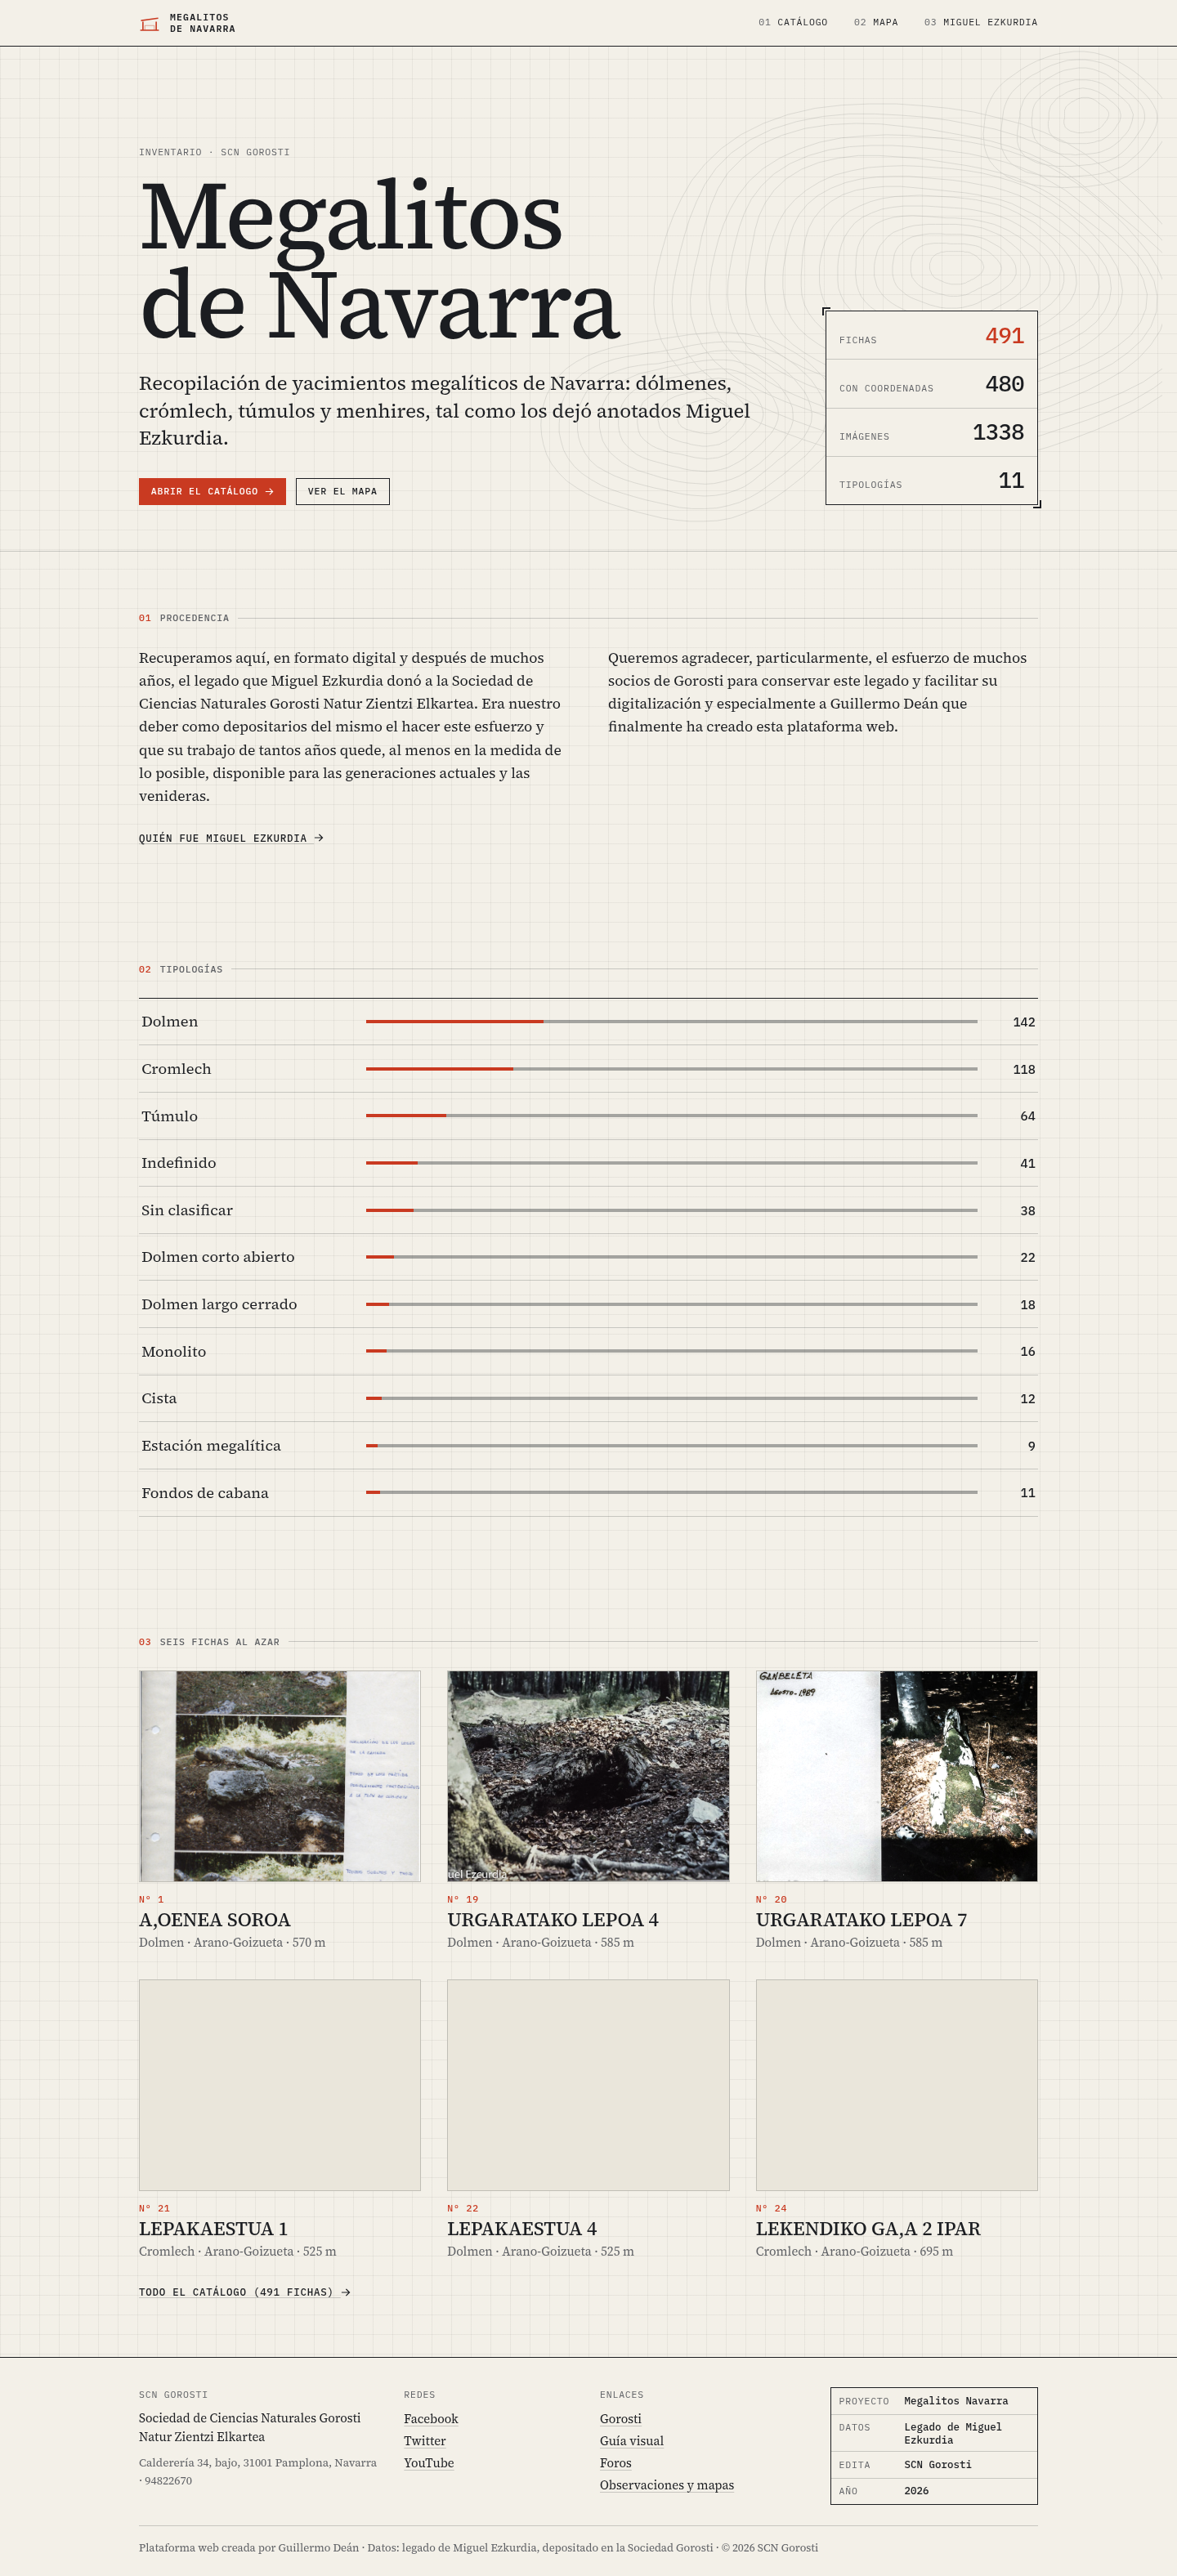 MEGALITOS
DE NAVARRA
01 CATÁLOGO 02 MAPA 03 MIGUEL EZKURDIA
INVENTARIO · SCN GOROSTI
Megalitos
de Navarra
Recopilación de yacimientos megalíticos de Navarra: dólmenes,
crómlech, túmulos y menhires, tal como los dejó anotados Miguel
Ezkurdia.
ABRIR EL CATÁLOGO → VER EL MAPA
FICHAS 491
CON COORDENADAS 480
IMÁGENES 1338
TIPOLOGÍAS 11
01 PROCEDENCIA
Recuperamos aquí, en formato digital y después de muchos
años, el legado que Miguel Ezkurdia donó a la Sociedad de
Ciencias Naturales Gorosti Natur Zientzi Elkartea. Era nuestro
deber como depositarios del mismo el hacer este esfuerzo y
que su trabajo de tantos años quede, al menos en la medida de
lo posible, disponible para las generaciones actuales y las
venideras.
Queremos agradecer, particularmente, el esfuerzo de muchos
socios de Gorosti para conservar este legado y facilitar su
digitalización y especialmente a Guillermo Deán que
finalmente ha creado esta plataforma web.
QUIÉN FUE MIGUEL EZKURDIA →
02 TIPOLOGÍAS
Dolmen 142
Cromlech 118
Túmulo 64
Indefinido 41
Sin clasificar 38
Dolmen corto abierto 22
Dolmen largo cerrado 18
Monolito 16
Cista 12
Estación megalítica 9
Fondos de cabana 11
03 SEIS FICHAS AL AZAR
uel Ezcurdia
GANBELETA
AGOSTO-1989
Nº 1
A,OENEA SOROA
Dolmen · Arano-Goizueta · 570 m
Nº 19
URGARATAKO LEPOA 4
Dolmen · Arano-Goizueta · 585 m
Nº 20
URGARATAKO LEPOA 7
Dolmen · Arano-Goizueta · 585 m
Nº 21
LEPAKAESTUA 1
Cromlech · Arano-Goizueta · 525 m
Nº 22
LEPAKAESTUA 4
Dolmen · Arano-Goizueta · 525 m
Nº 24
LEKENDIKO GA,A 2 IPAR
Cromlech · Arano-Goizueta · 695 m
TODO EL CATÁLOGO (491 FICHAS) →
SCN GOROSTI
Sociedad de Ciencias Naturales Gorosti
Natur Zientzi Elkartea
Calderería 34, bajo, 31001 Pamplona, Navarra
· 94822670
REDES
Facebook
Twitter
YouTube
ENLACES
Gorosti
Guía visual
Foros
Observaciones y mapas
PROYECTO Megalitos Navarra
DATOS Legado de Miguel
Ezkurdia
EDITA SCN Gorosti
AÑO 2026
Plataforma web creada por Guillermo Deán · Datos: legado de Miguel Ezkurdia, depositado en la Sociedad Gorosti · © 2026 SCN Gorosti